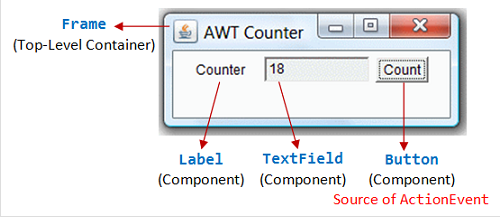 Frame
(Top-Level Container)
AWT Counter
Counter 18 Count
Label TextField Button
(Component) (Component) (Component)
Source of ActionEvent